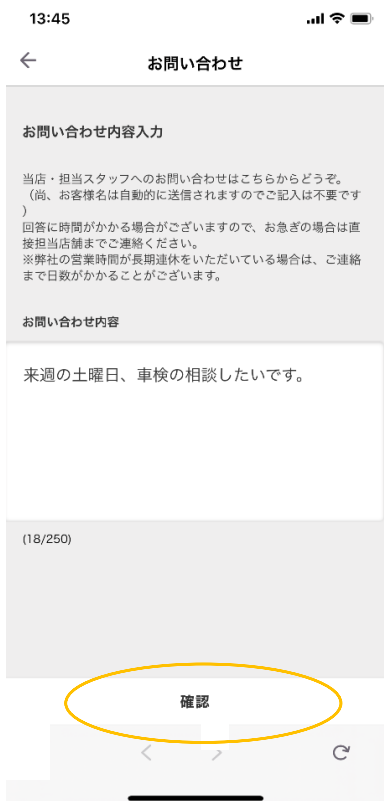 13:45
お問い合わせ
お問い合わせ内容入力
当店・担当スタッフへのお問い合わせはこちらからどうぞ。
（尚、お客様名は自動的に送信されますのでご記入は不要です
）
回答に時間がかかる場合がございますので、お急ぎの場合は直
接担当店舗までご連絡ください。
※弊社の営業時間が長期連休をいただいている場合は、ご連絡
まで日数がかかることがございます。
お問い合わせ内容
来週の土曜日、車検の相談したいです。
(18/250)
確認